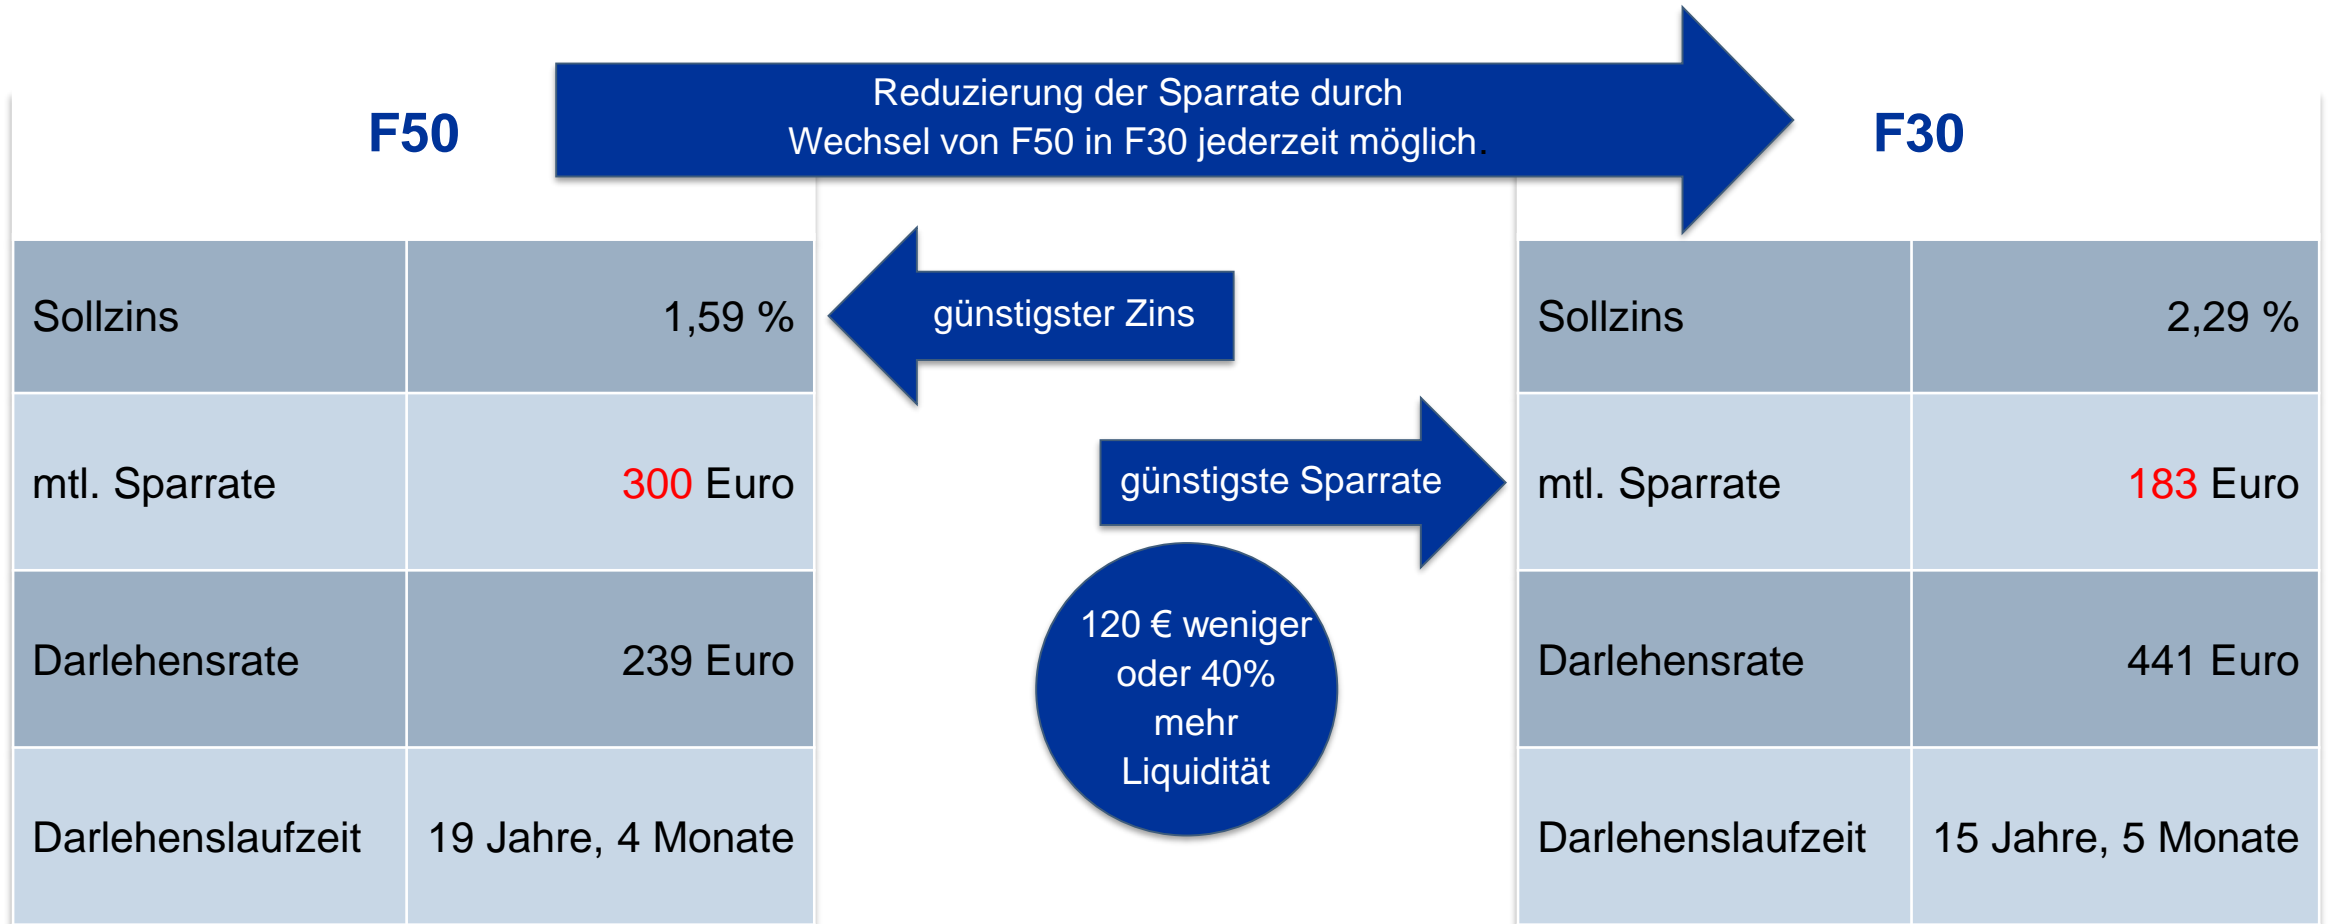 Reduzierung der Sparrate durch
Wechsel von F50 in F30 jederzeit möglich.
F50
F30
Sollzins 1,59 %
günstigster Zins
Sollzins 2,29 %
mtl. Sparrate 300 Euro
günstigste Sparrate
mtl. Sparrate 183 Euro
120 € weniger
oder 40%
mehr
Liquidität
Darlehensrate 239 Euro
Darlehensrate 441 Euro
Darlehenslaufzeit 19 Jahre, 4 Monate
Darlehenslaufzeit 15 Jahre, 5 Monate